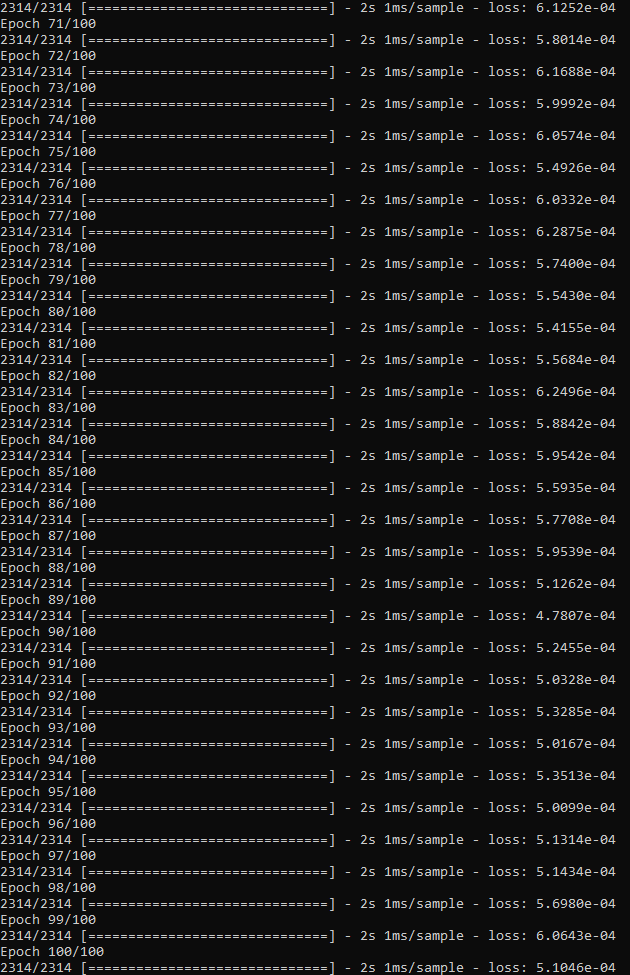 2314/2314 [==============================] - 2s 1ms/sample - loss: 6.1252e-04
Epoch 71/100
2314/2314 [==============================] - 2s 1ms/sample - loss: 5.8014e-04
Epoch 72/100
2314/2314 [==============================] - 2s 1ms/sample - loss: 6.1688e-04
Epoch 73/100
2314/2314 [==============================] - 2s 1ms/sample - loss: 5.9992e-04
Epoch 74/100
2314/2314 [==============================] - 2s 1ms/sample - loss: 6.0574e-04
Epoch 75/100
2314/2314 [==============================] - 2s 1ms/sample - loss: 5.4926e-04
Epoch 76/100
2314/2314 [==============================] - 2s 1ms/sample - loss: 6.0332e-04
Epoch 77/100
2314/2314 [==============================] - 2s 1ms/sample - loss: 6.2875e-04
Epoch 78/100
2314/2314 [==============================] - 2s 1ms/sample - loss: 5.7400e-04
Epoch 79/100
2314/2314 [==============================] - 2s 1ms/sample - loss: 5.5430e-04
Epoch 80/100
2314/2314 [==============================] - 2s 1ms/sample - loss: 5.4155e-04
Epoch 81/100
2314/2314 [==============================] - 2s 1ms/sample - loss: 5.5684e-04
Epoch 82/100
2314/2314 [==============================] - 2s 1ms/sample - loss: 6.2496e-04
Epoch 83/100
2314/2314 [==============================] - 2s 1ms/sample - loss: 5.8842e-04
Epoch 84/100
2314/2314 [==============================] - 2s 1ms/sample - loss: 5.9542e-04
Epoch 85/100
2314/2314 [==============================] - 2s 1ms/sample - loss: 5.5935e-04
Epoch 86/100
2314/2314 [==============================] - 2s 1ms/sample - loss: 5.7708e-04
Epoch 87/100
2314/2314 [==============================] - 2s 1ms/sample - loss: 5.9539e-04
Epoch 88/100
2314/2314 [==============================] - 2s 1ms/sample - loss: 5.1262e-04
Epoch 89/100
2314/2314 [==============================] - 2s 1ms/sample - loss: 4.7807e-04
Epoch 90/100
2314/2314 [==============================] - 2s 1ms/sample - loss: 5.2455e-04
Epoch 91/100
2314/2314 [==============================] - 2s 1ms/sample - loss: 5.0328e-04
Epoch 92/100
2314/2314 [==============================] - 2s 1ms/sample - loss: 5.3285e-04
Epoch 93/100
2314/2314 [==============================] - 2s 1ms/sample - loss: 5.0167e-04
Epoch 94/100
2314/2314 [==============================] - 2s 1ms/sample - loss: 5.3513e-04
Epoch 95/100
2314/2314 [==============================] - 2s 1ms/sample - loss: 5.0099e-04
Epoch 96/100
2314/2314 [==============================] - 2s 1ms/sample - loss: 5.1314e-04
Epoch 97/100
2314/2314 [==============================] - 2s 1ms/sample - loss: 5.1434e-04
Epoch 98/100
2314/2314 [==============================] - 2s 1ms/sample - loss: 5.6980e-04
Epoch 99/100
2314/2314 [==============================] - 2s 1ms/sample - loss: 6.0643e-04
Epoch 100/100
2314/2314 [==============================] - 2s 1ms/sample - loss: 5.1046e-04